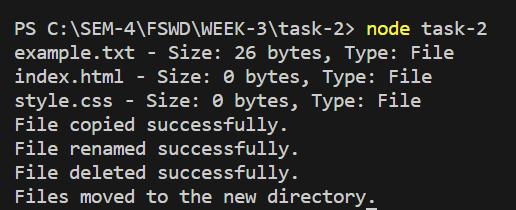 PS C:\SEM-4\FSWD\WEEK-3\task-2> node task-2
example.txt - Size: 26 bytes, Type: File
index.html - Size: 0 bytes, Type: File
style.css - Size: 0 bytes, Type: File
File copied successfully.
File renamed successfully.
File deleted successfully.
Files moved to the new directory.